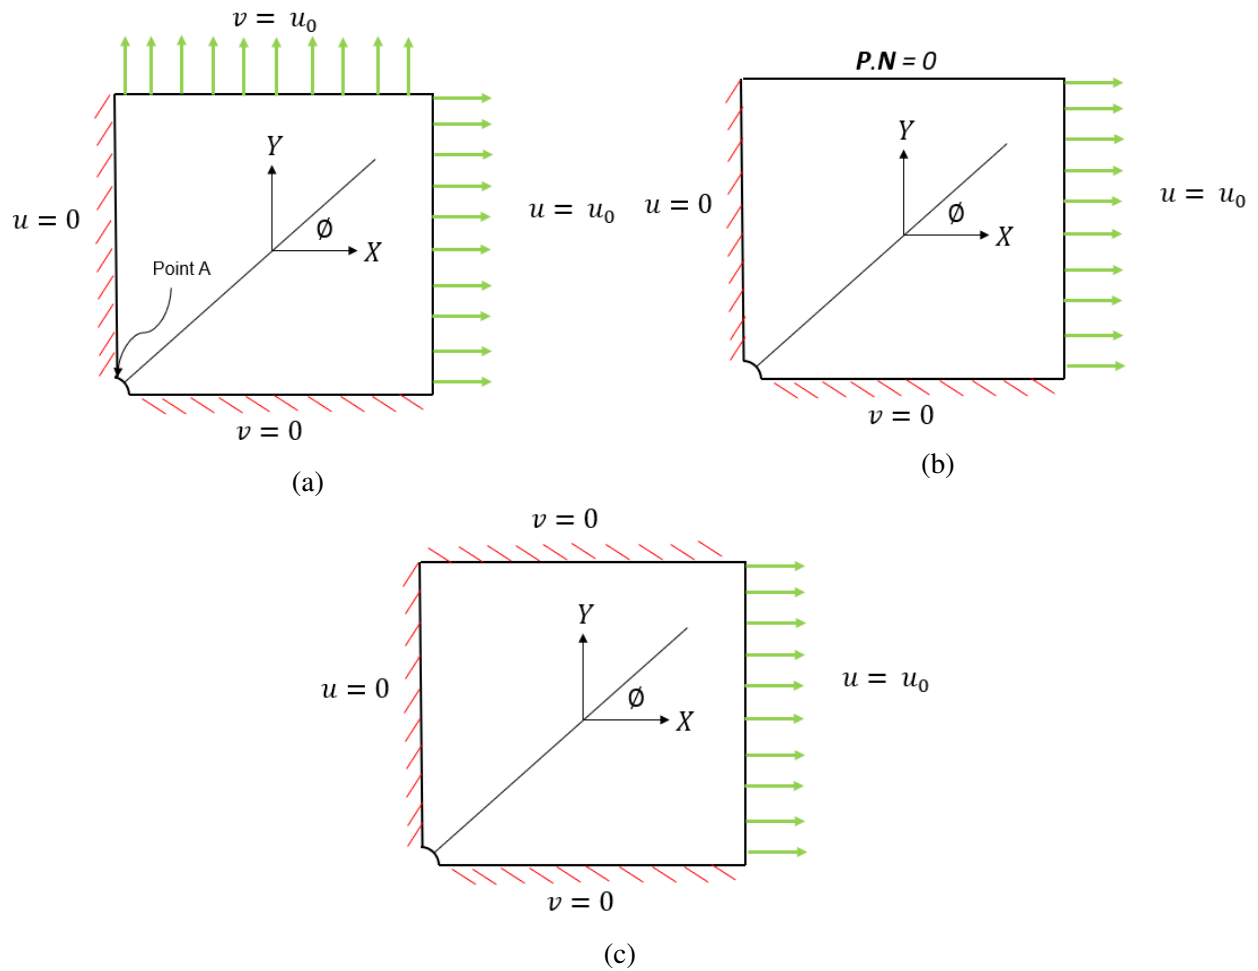 v = u₀
Y
ϕ
X
u = 0
u = u₀
Point A
v = 0
(a)
P.N = 0
Y
ϕ
X
u = 0
u = u₀
v = 0
(b)
v = 0
Y
ϕ
X
u = 0
u = u₀
v = 0
(c)